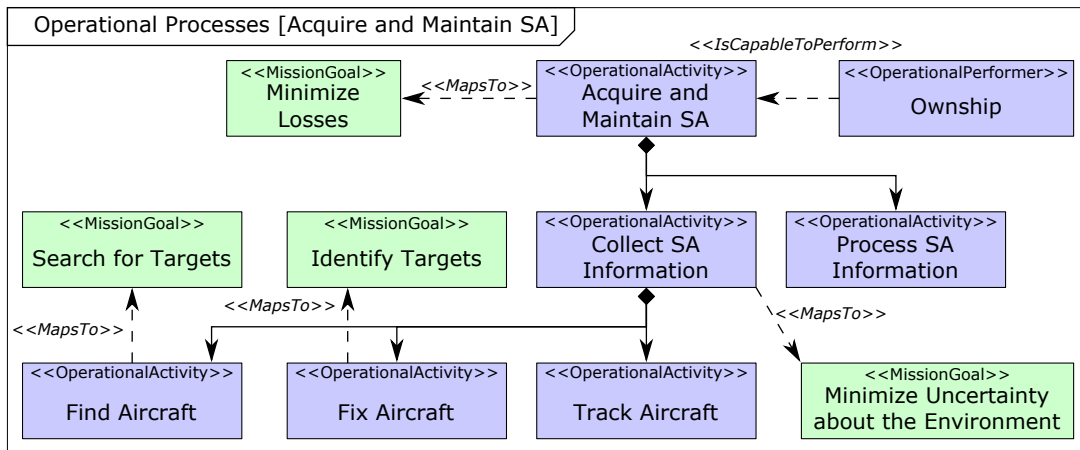 Operational Processes [Acquire and Maintain SA]
<<IsCapableToPerform>>
<<MissionGoal>>
Minimize
Losses
<<MapsTo>>
<<OperationalActivity>>
Acquire and
Maintain SA
<<OperationalPerformer>>
Ownship
<<MissionGoal>>
Search for Targets
<<MissionGoal>>
Identify Targets
<<OperationalActivity>>
Collect SA
Information
<<OperationalActivity>>
Process SA
Information
<<MapsTo>>
<<MapsTo>>
<<MapsTo>>
<<OperationalActivity>>
Find Aircraft
<<OperationalActivity>>
Fix Aircraft
<<OperationalActivity>>
Track Aircraft
<<MissionGoal>>
Minimize Uncertainty
about the Environment